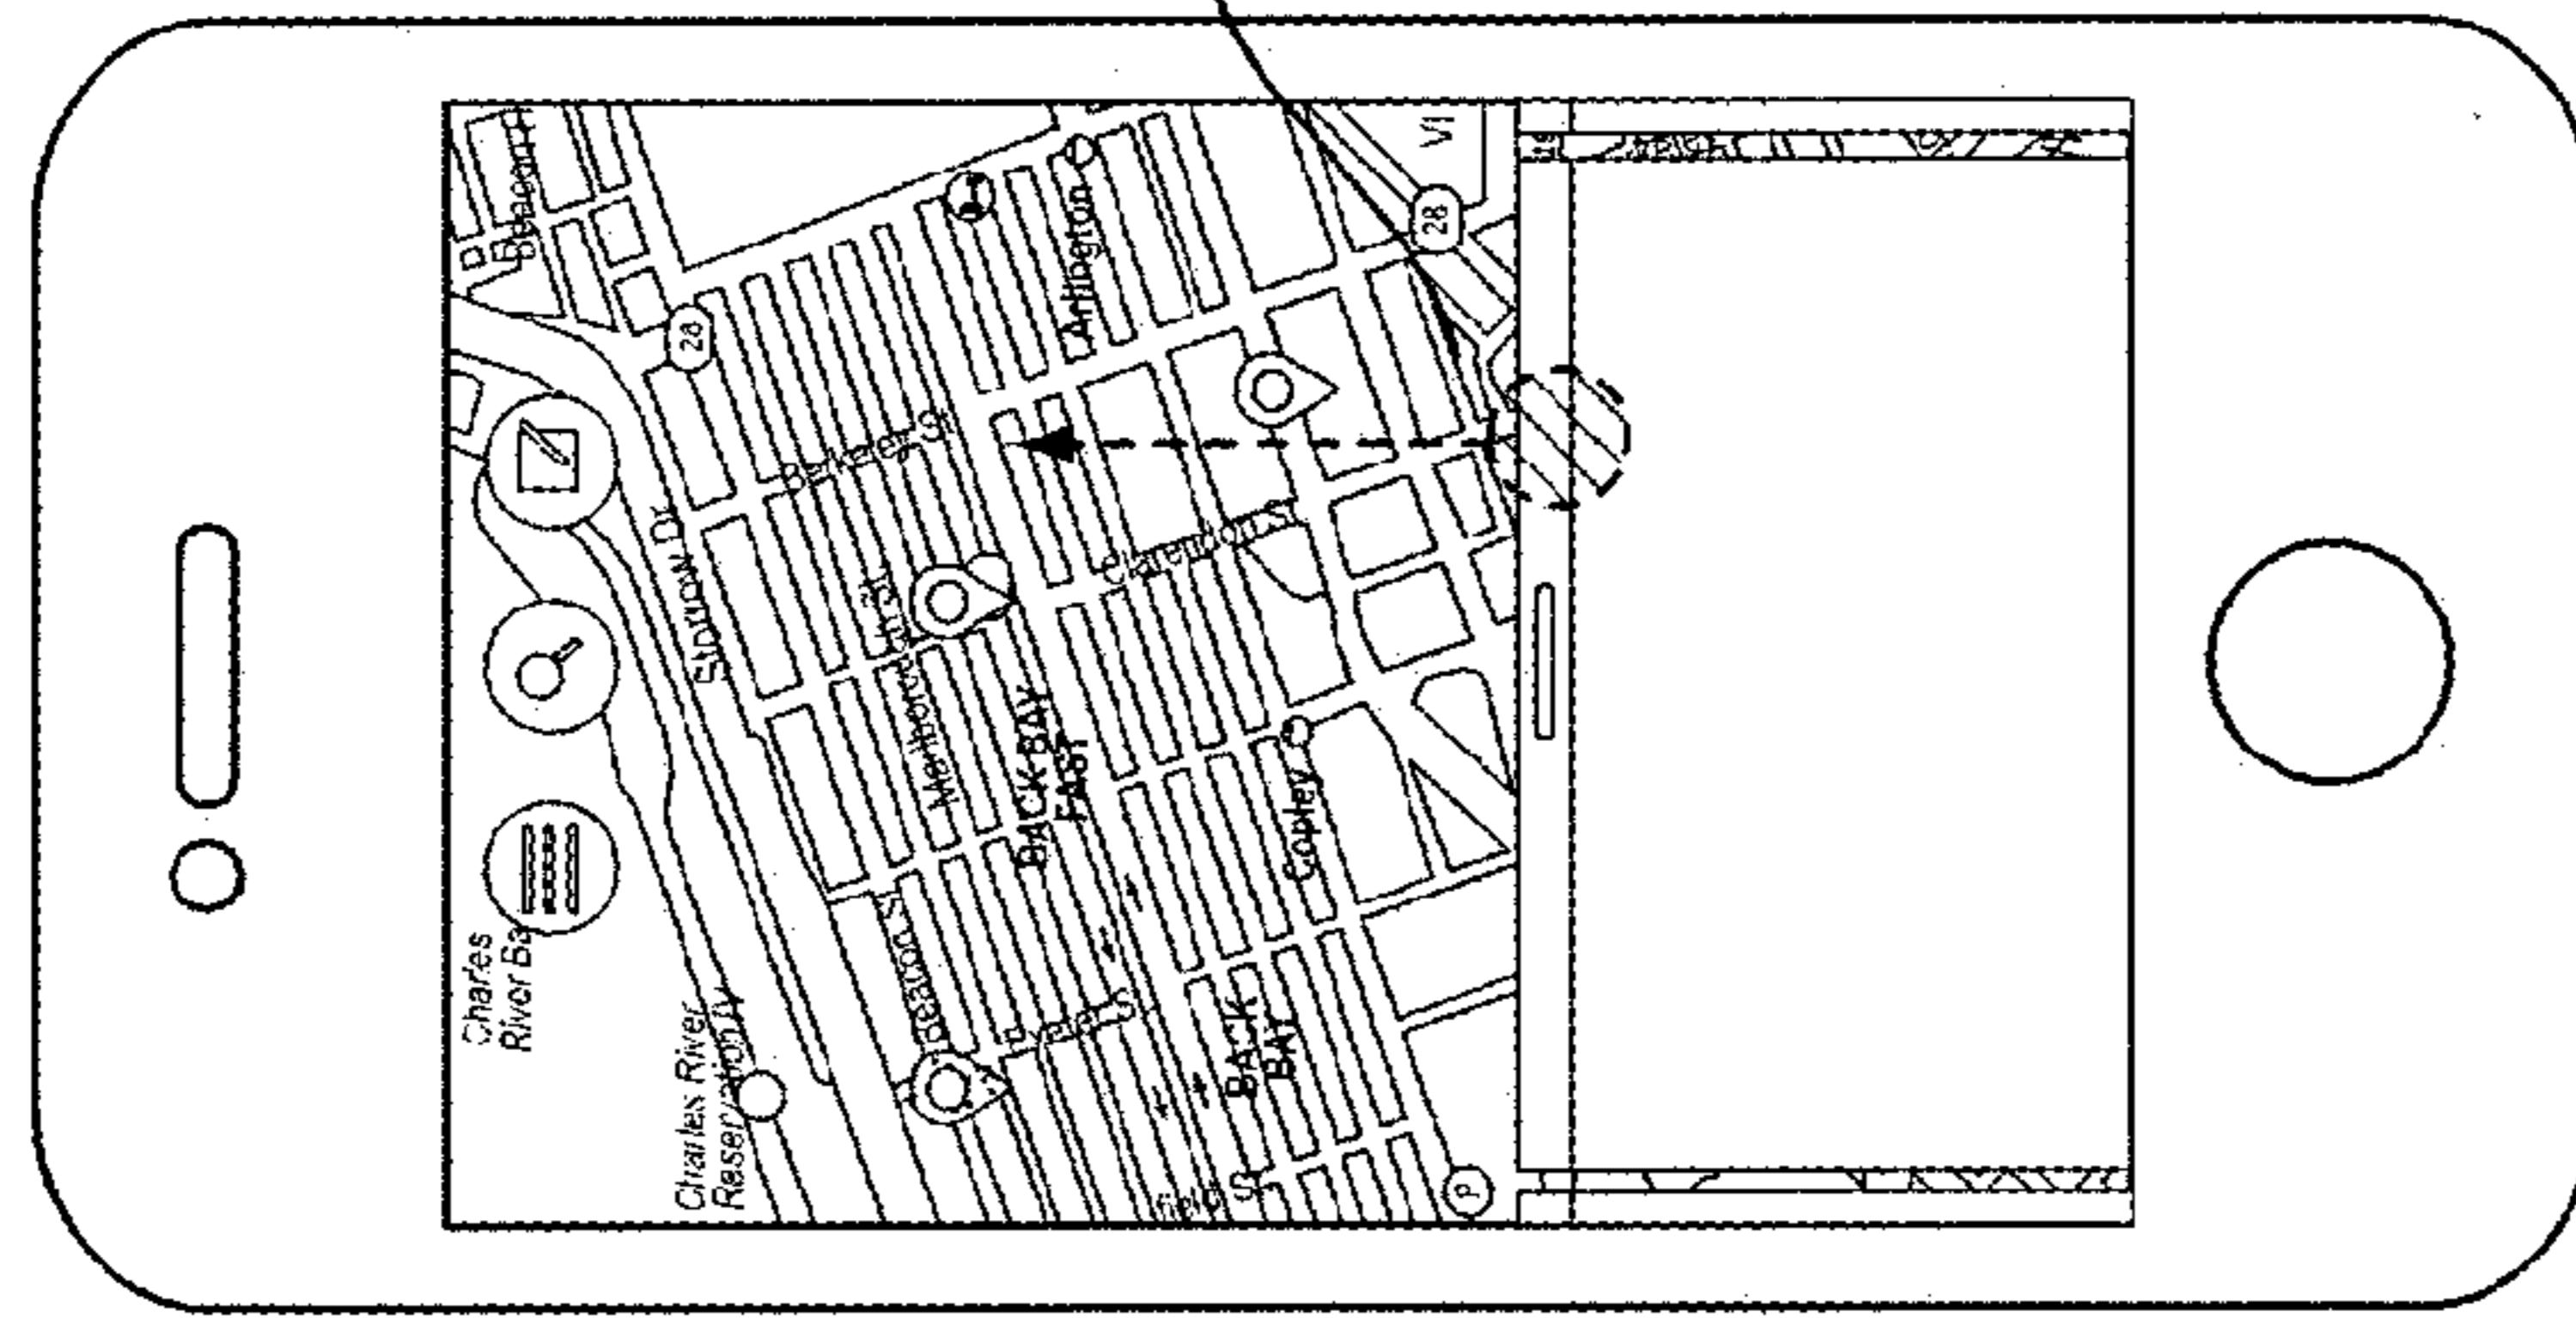 Beacon H
Arlington
VI
28
28
Berkeley St
Storrow Dr
Clarendon St
Marlborough St
BACK BAY
EAST
Copley
Charles
River Ba
Charles River
Reservation
Beacon S
BACK
BAY
P